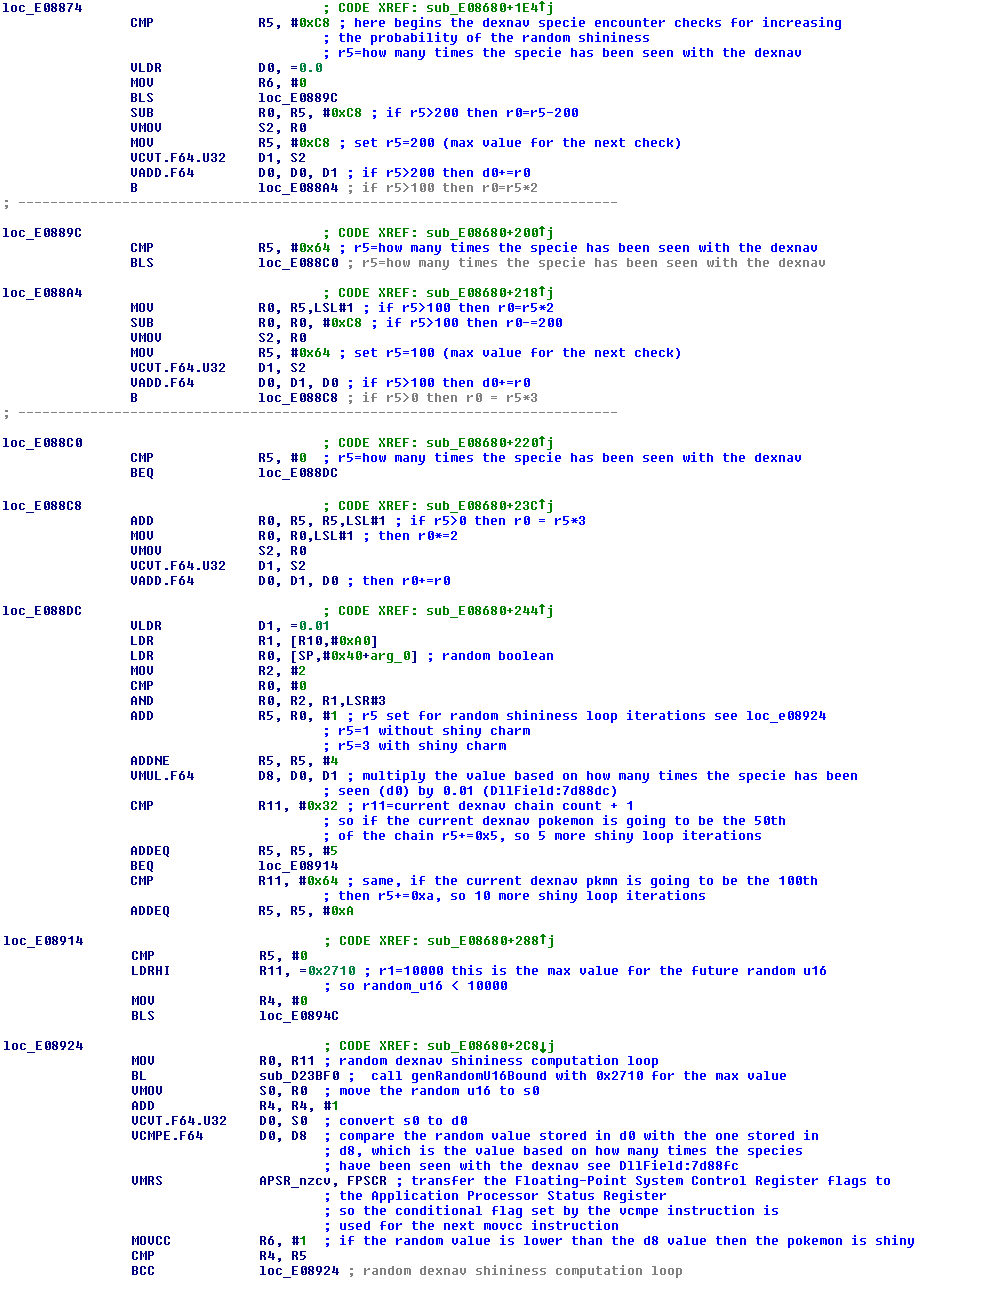 loc_E08874 ; CODE XREF: sub_E08680+1E4↑j
CMP R5, #0xC8 ; here begins the dexnav specie encounter checks for increasing
; the probability of the random shininess
; r5=how many times the specie has been seen with the dexnav
VLDR D0, =0.0
MOV R6, #0
BLS loc_E0889C
SUB R0, R5, #0xC8 ; if r5>200 then r0=r5-200
VMOV S2, R0
MOV R5, #0xC8 ; set r5=200 (max value for the next check)
VCVT.F64.U32 D1, S2
VADD.F64 D0, D0, D1 ; if r5>200 then d0+=r0
B loc_E088A4 ; if r5>100 then r0=r5*2
; ---------------------------------------------------------------------------
loc_E0889C ; CODE XREF: sub_E08680+200↑j
CMP R5, #0x64 ; r5=how many times the specie has been seen with the dexnav
BLS loc_E088C0 ; r5=how many times the specie has been seen with the dexnav
loc_E088A4 ; CODE XREF: sub_E08680+218↑j
MOV R0, R5,LSL#1 ; if r5>100 then r0=r5*2
SUB R0, R0, #0xC8 ; if r5>100 then r0-=200
VMOV S2, R0
MOV R5, #0x64 ; set r5=100 (max value for the next check)
VCVT.F64.U32 D1, S2
VADD.F64 D0, D1, D0 ; if r5>100 then d0+=r0
B loc_E088C8 ; if r5>0 then r0 = r5*3
; ---------------------------------------------------------------------------
loc_E088C0 ; CODE XREF: sub_E08680+220↑j
CMP R5, #0 ; r5=how many times the specie has been seen with the dexnav
BEQ loc_E088DC
loc_E088C8 ; CODE XREF: sub_E08680+23C↑j
ADD R0, R5, R5,LSL#1 ; if r5>0 then r0 = r5*3
MOV R0, R0,LSL#1 ; then r0*=2
VMOV S2, R0
VCVT.F64.U32 D1, S2
VADD.F64 D0, D1, D0 ; then r0+=r0
loc_E088DC ; CODE XREF: sub_E08680+244↑j
VLDR D1, =0.01
LDR R1, [R10,#0xA0]
LDR R0, [SP,#0x40+arg_0] ; random boolean
MOV R2, #2
CMP R0, #0
AND R0, R2, R1,LSR#3
ADD R5, R0, #1 ; r5 set for random shininess loop iterations see loc_e08924
; r5=1 without shiny charm
; r5=3 with shiny charm
ADDNE R5, R5, #4
VMUL.F64 D8, D0, D1 ; multiply the value based on how many times the specie has been
; seen (d0) by 0.01 (DllField:7d88dc)
CMP R11, #0x32 ; r11=current dexnav chain count + 1
; so if the current dexnav pokemon is going to be the 50th
; of the chain r5+=0x5, so 5 more shiny loop iterations
ADDEQ R5, R5, #5
BEQ loc_E08914
CMP R11, #0x64 ; same, if the current dexnav pkmn is going to be the 100th
; then r5+=0xa, so 10 more shiny loop iterations
ADDEQ R5, R5, #0xA
loc_E08914 ; CODE XREF: sub_E08680+288↑j
CMP R5, #0
LDRHI R11, =0x2710 ; r1=10000 this is the max value for the future random u16
; so random_u16 < 10000
MOV R4, #0
BLS loc_E0894C
loc_E08924 ; CODE XREF: sub_E08680+2C8↓j
MOV R0, R11 ; random dexnav shininess computation loop
BL sub_D23BF0 ;  call genRandomU16Bound with 0x2710 for the max value
VMOV S0, R0 ; move the random u16 to s0
ADD R4, R4, #1
VCVT.F64.U32 D0, S0 ; convert s0 to d0
VCMPE.F64 D0, D8 ; compare the random value stored in d0 with the one stored in
; d8, which is the value based on how many times the species
; have been seen with the dexnav see DllField:7d88fc
VMRS APSR_nzcv, FPSCR ; transfer the Floating-Point System Control Register flags to
; the Application Processor Status Register
; so the conditional flag set by the vcmpe instruction is
; used for the next movcc instruction
MOVCC R6, #1 ; if the random value is lower than the d8 value then the pokemon is shiny
CMP R4, R5
BCC loc_E08924 ; random dexnav shininess computation loop